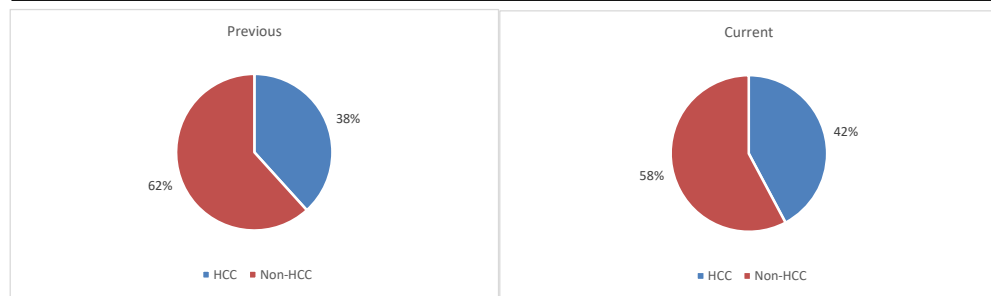 Previous
38%
62%
HCC Non-HCC
Current
42%
58%
HCC Non-HCC